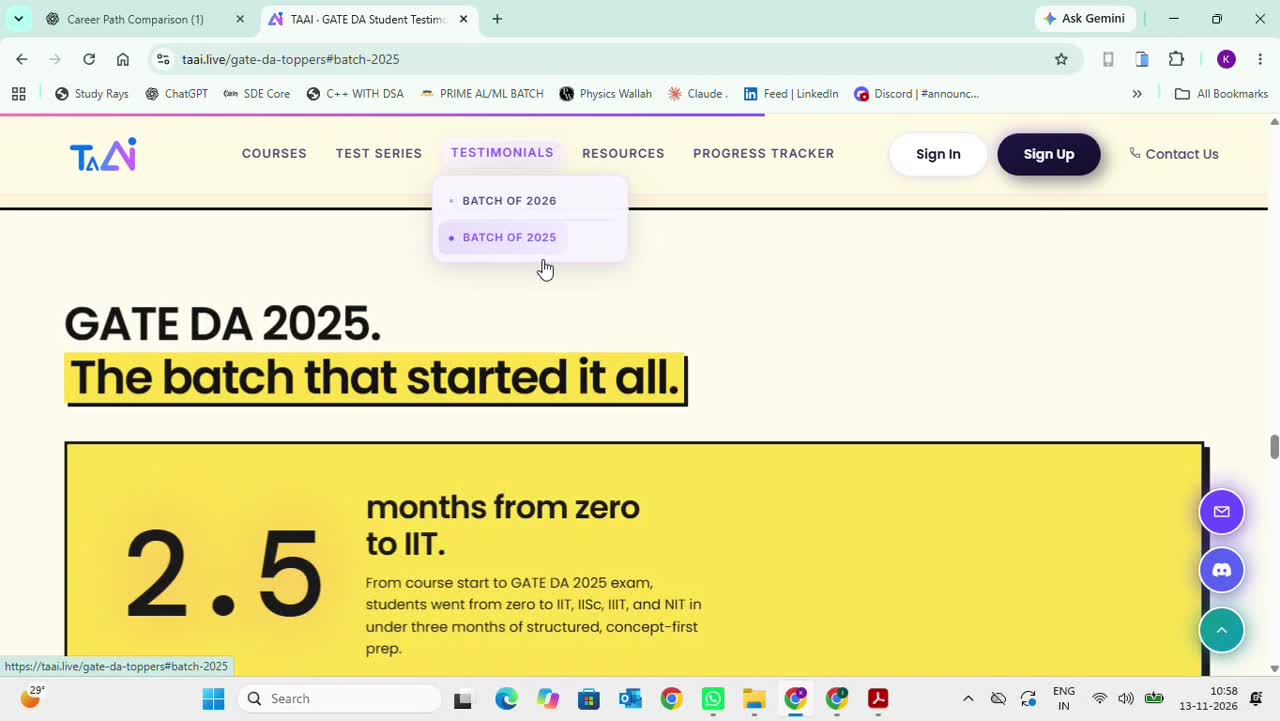 Career Path Comparison (1)
TAAI · GATE DA Student Testimo
Ask Gemini
taai.live/gate-da-toppers#batch-2025
K
Study Rays
ChatGPT
SDE Core
C++ WITH DSA
PRIME AL/ML BATCH
Physics Wallah
Claude .
Feed | LinkedIn
Discord | #announc...
All Bookmarks
TAAi
COURSES
TEST SERIES
TESTIMONIALS
RESOURCES
PROGRESS TRACKER
Sign In
Sign Up
Contact Us
BATCH OF 2026
BATCH OF 2025
GATE DA 2025.
The batch that started it all.
2.5
months from zero
to IIT.
From course start to GATE DA 2025 exam,
students went from zero to IIT, IISc, IIIT, and NIT in
under three months of structured, concept-first
prep.
https://taai.live/gate-da-toppers#batch-2025
29°
Search
ENG
IN
10:58
13-11-2026